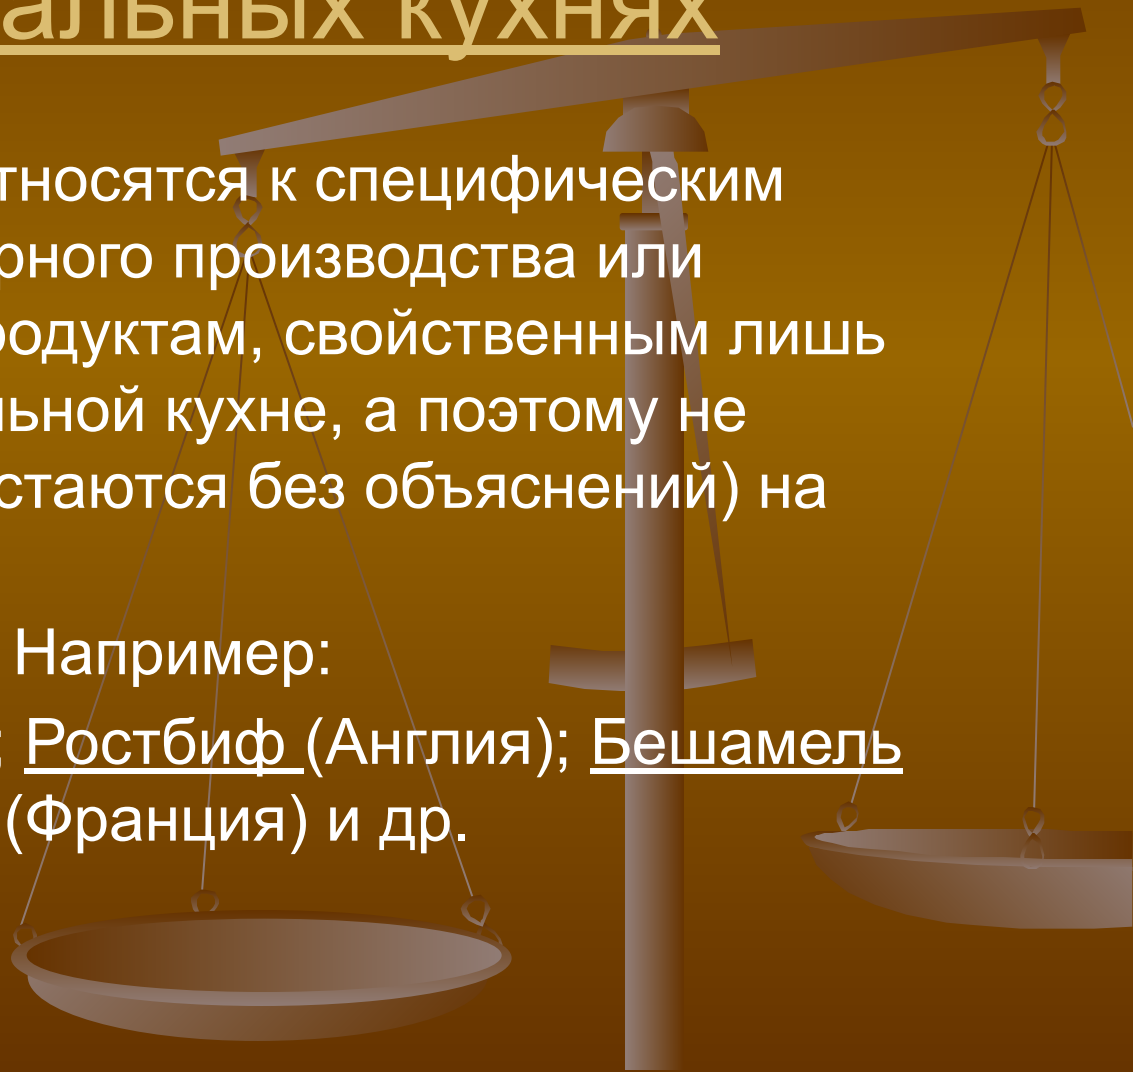 альных кухнях
тносятся к специфическим
рного производства или
родуктам, свойственным лишь
льной кухне, а поэтому не
стаются без объяснений) на
Например:
; Ростбиф (Англия); Бешамель
(Франция) и др.